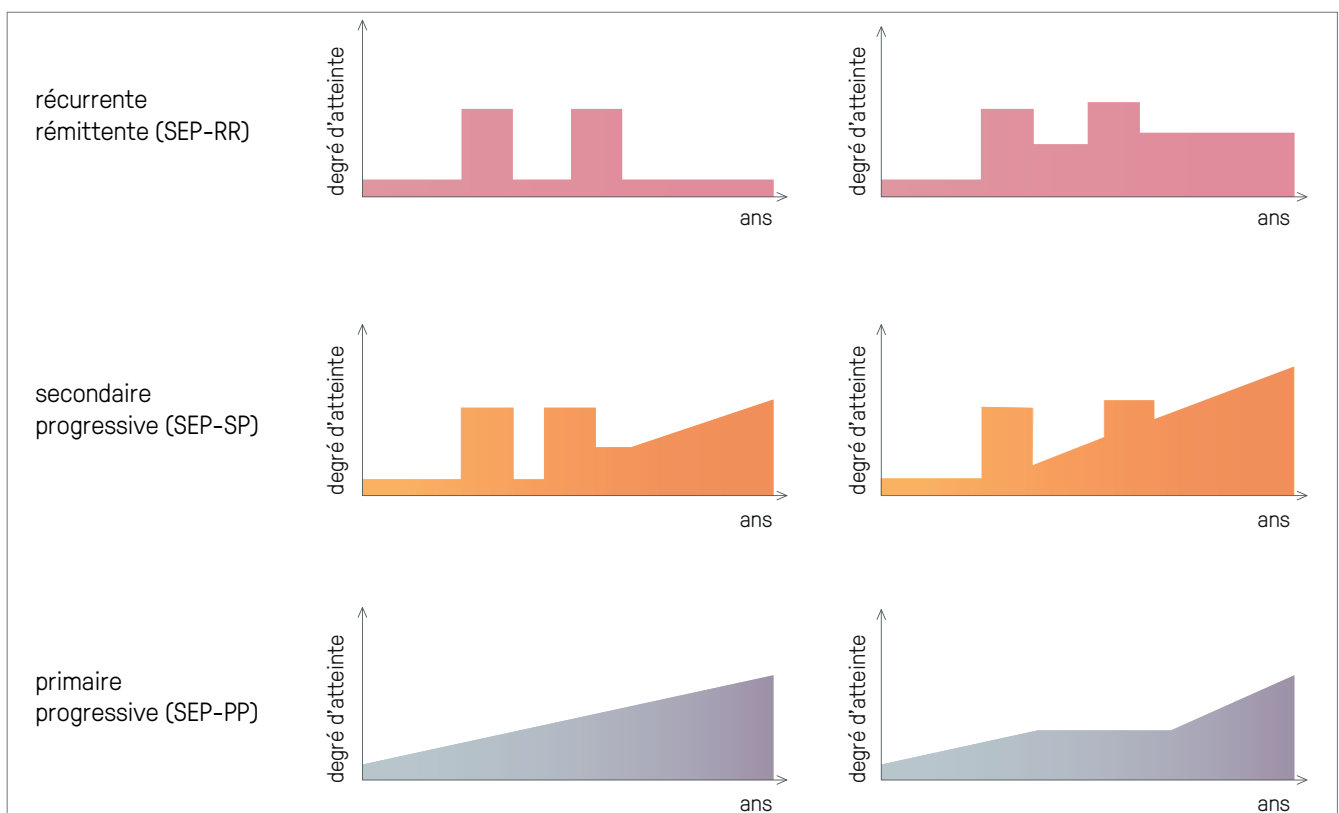 récurrente
rémittente (SEP-RR)
degré d'atteinte
ans
degré d'atteinte
ans
secondaire
progressive (SEP-SP)
degré d'atteinte
ans
degré d'atteinte
ans
primaire
progressive (SEP-PP)
degré d'atteinte
ans
degré d'atteinte
ans